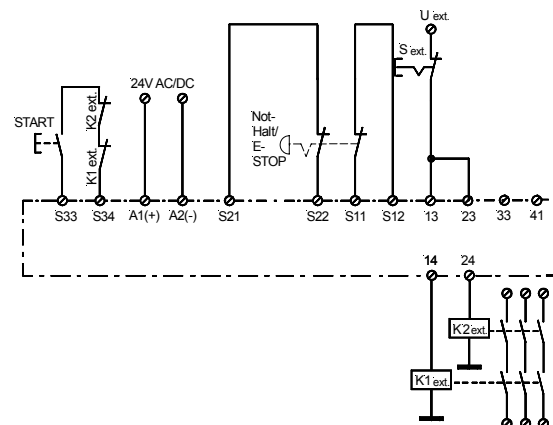 U ext.
S ext.
24V AC/DC
K2 ext.
START
Not-
Halt/
E-
STOP
K1 ext.
S33 S34 A1(+) A2(-) S21 S22 S11 S12 13 23 33 41
14 24
K2 ext.
K1 ext.